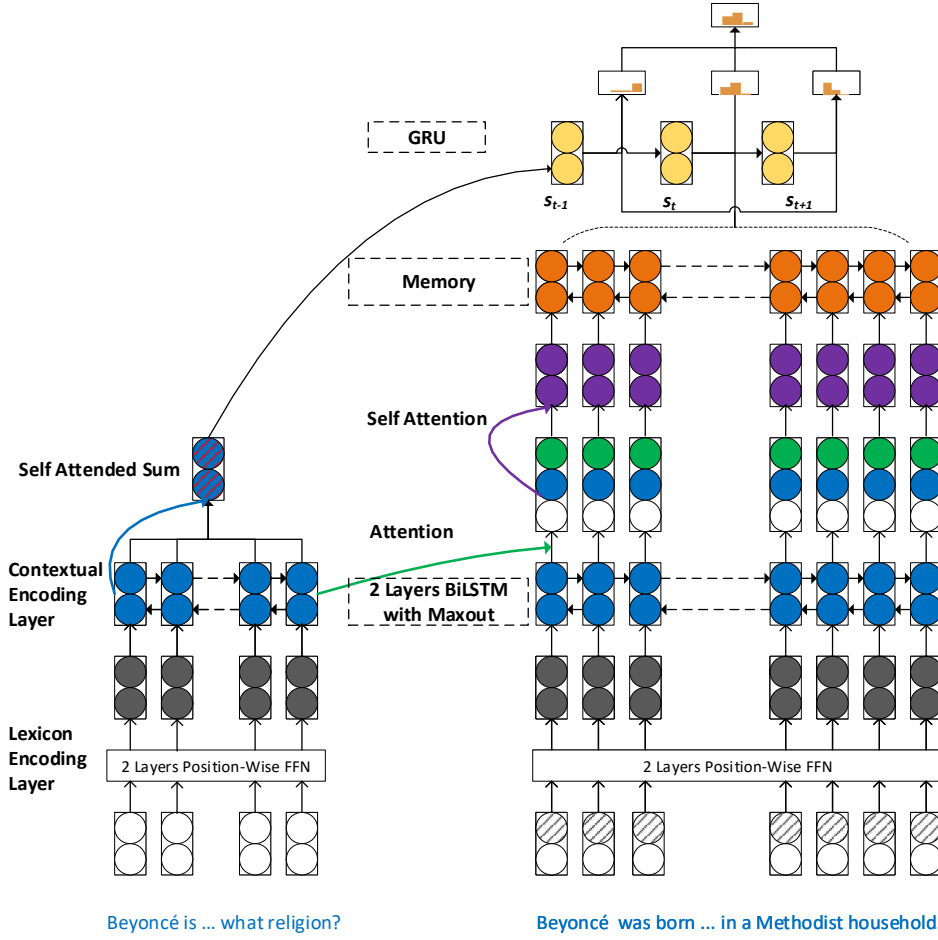 GRU
s_{t-1}
s_t
s_{t+1}
Memory
Self Attention
Self Attended Sum
Attention
Contextual
Encoding
Layer
2 Layers BiLSTM
with Maxout
Lexicon
Encoding
Layer
2 Layers Position-Wise FFN
2 Layers Position-Wise FFN
Beyoncé is ... what religion?
Beyoncé was born ... in a Methodist household